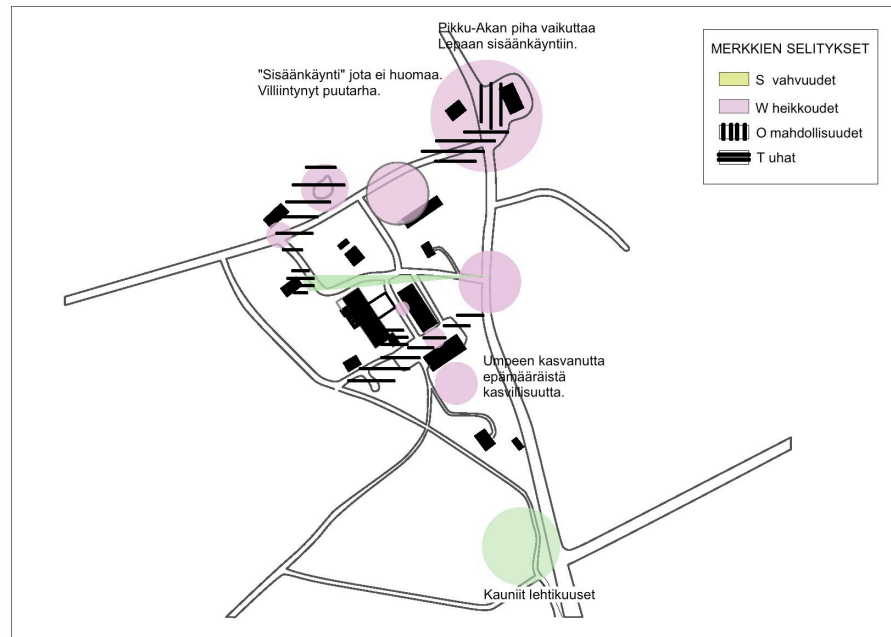 Pikku-Akan piha vaikuttaa
Lepaan sisäänkäyntiin.
"Sisäänkäynti" jota ei huomaa.
Villiintynyt puutarha.
MERKKIEN SELITYKSET
S vahvuudet
W heikkoudet
O mahdollisuudet
T uhat
Umpeen kasvanutta
epämääräistä
kasvillisuutta.
Kauniit lehtikuuset